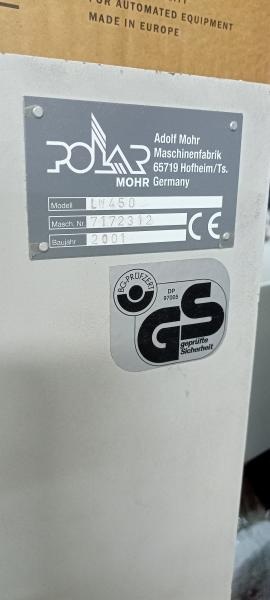 FOR AUTOMATED EQUIPMENT
MADE IN EUROPE
POLAR
MOHR
Adolf Mohr
Maschinenfabrik
65719 Hofheim/Ts.
Germany
Modell LW450
Masch. Nr 7172312
Baujahr 2001
CE
BG-PRÜFZERT
DP
97005
GS
geprüfte
Sicherheit